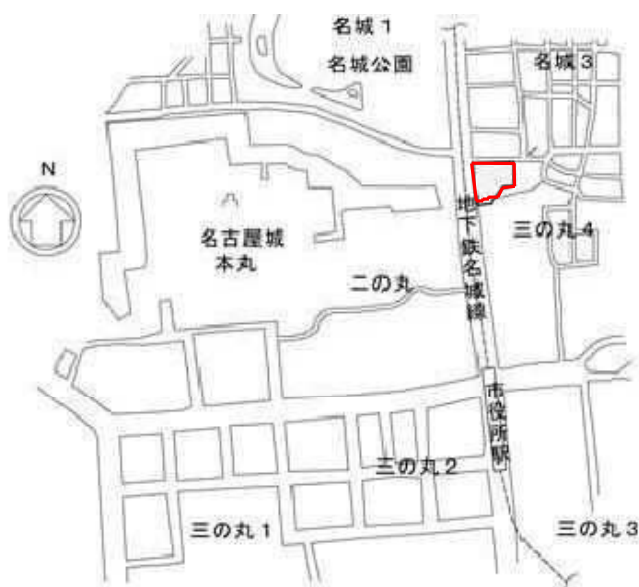 名城1
名城公園
名城3
N
名古屋城
本丸
二の丸
地下鉄名城線
三の丸4
市役所駅
三の丸2
三の丸1
三の丸3